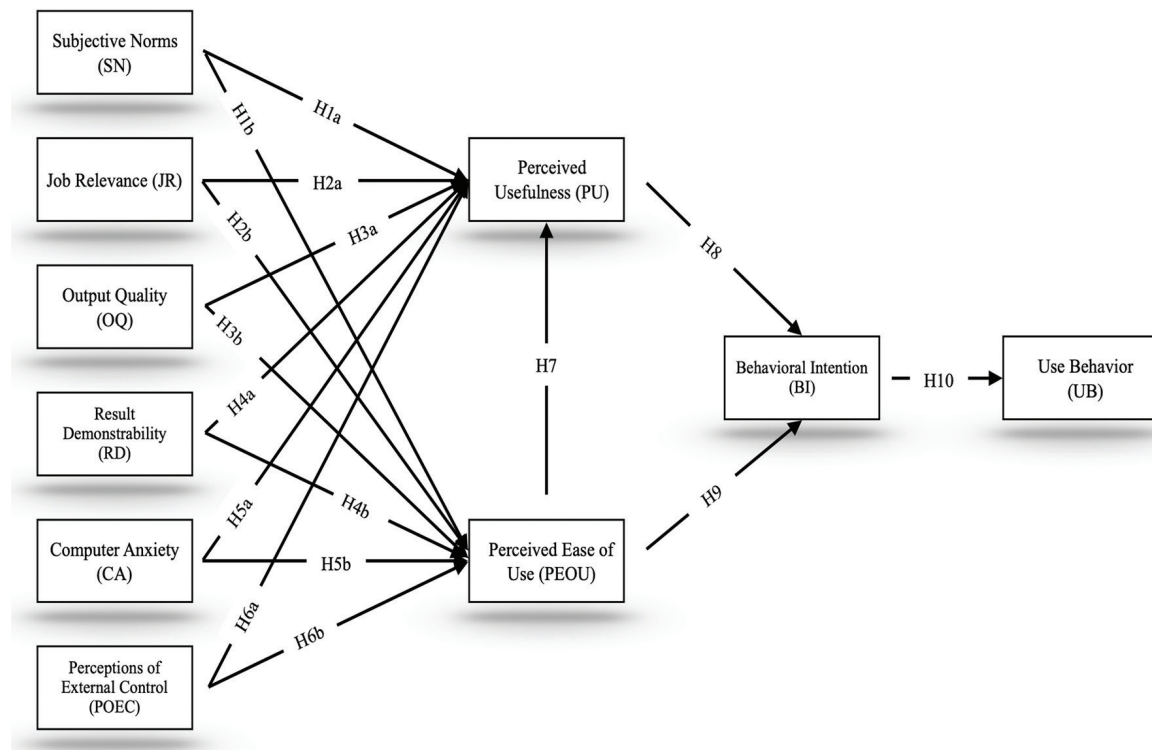 Subjective Norms
(SN)
H1a
H1b
Job Relevance (JR)
H2a
H2b
Perceived
Usefulness (PU)
H3a
Output Quality
(OQ)
H3b
H8
H7
Behavioral Intention
(BI)
H10
Use Behavior
(UB)
Result
Demonstrability
(RD)
H4a
H4b
H5a
H9
Computer Anxiety
(CA)
H5b
Perceived Ease of
Use (PEOU)
H6a
H6b
Perceptions of
External Control
(POEC)